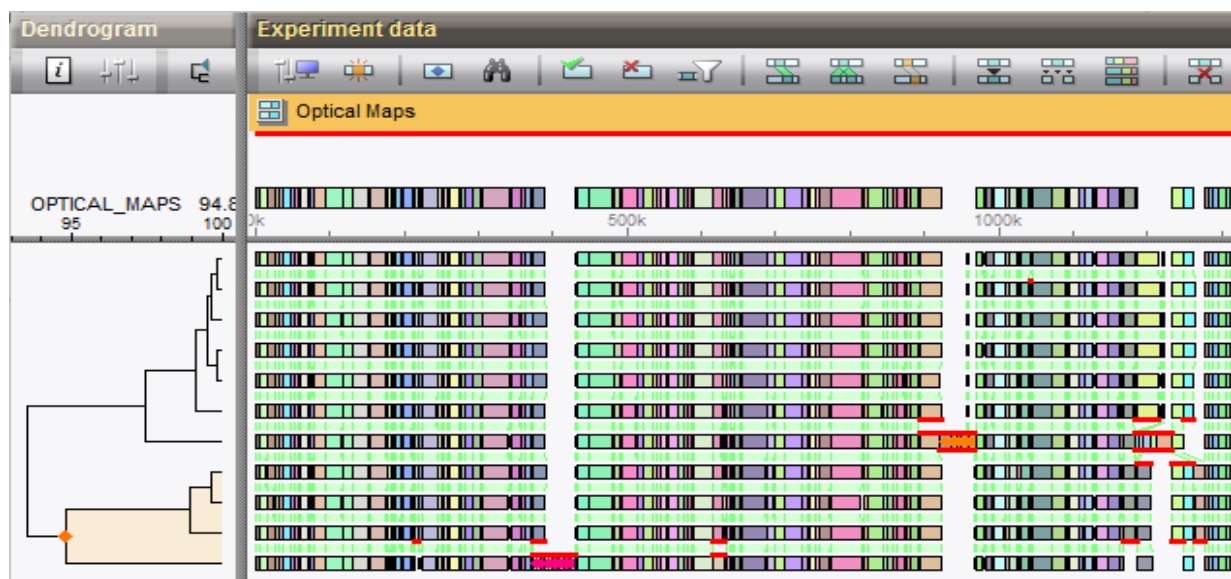 Dendrogram
Experiment data
Optical Maps
OPTICAL_MAPS 94.8
95 100
0k 500k 1000k